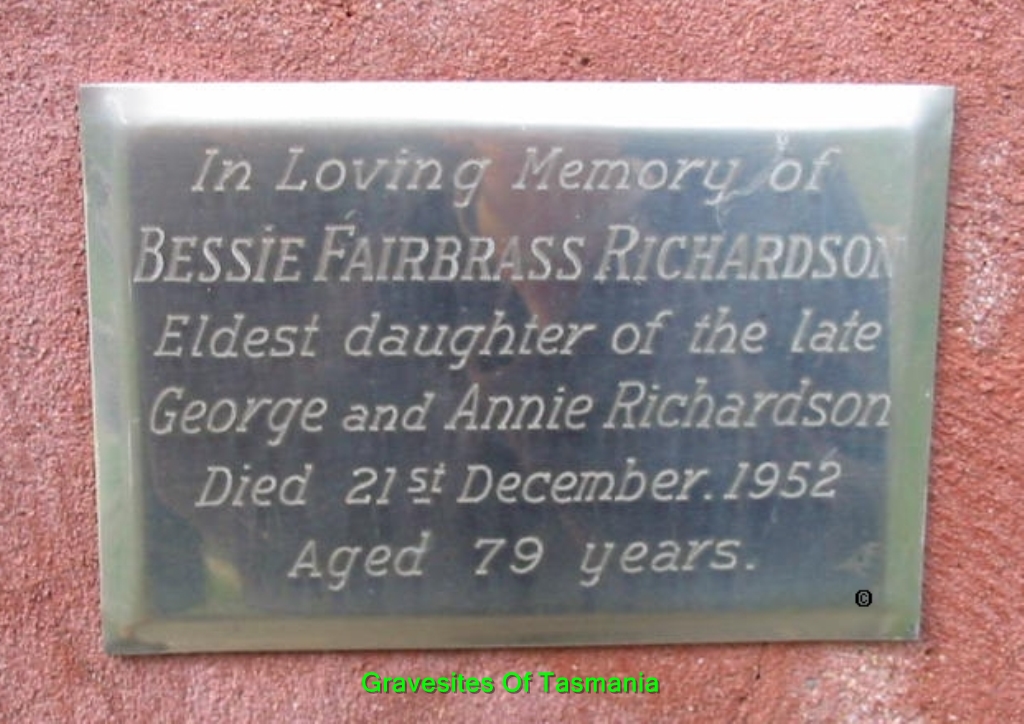 In Loving Memory of
BESSIE FAIRBRASS RICHARDSON
Eldest daughter of the late
George and Annie Richardson
Died 21st December. 1952
Aged 79 years.
©
Gravesites Of Tasmania